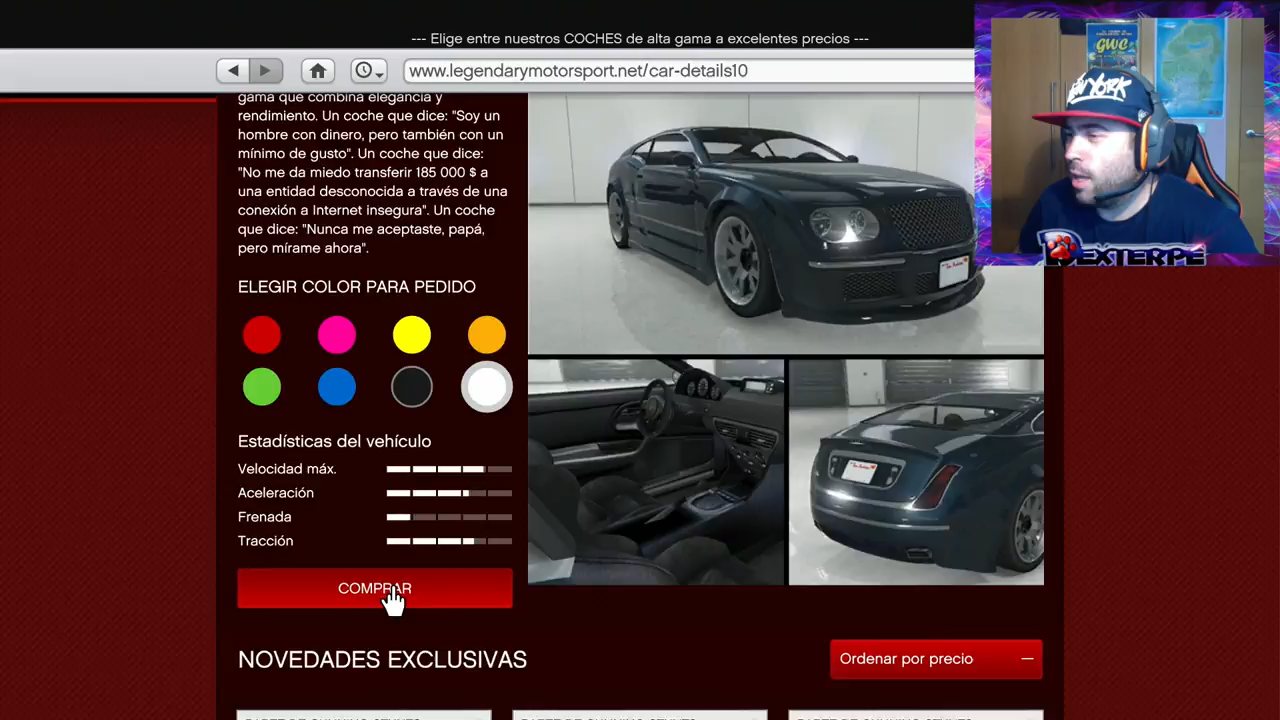 --- Elige entre nuestros COCHES de alta gama a excelentes precios ---
www.legendarymotorsport.net/car-details10
gama que combina elegancia y
rendimiento. Un coche que dice: "Soy un
hombre con dinero, pero también con un
mínimo de gusto". Un coche que dice:
"No me da miedo transferir 185 000 $ a
una entidad desconocida a través de una
conexión a Internet insegura". Un coche
que dice: "Nunca me aceptaste, papá,
pero mírame ahora".
ELEGIR COLOR PARA PEDIDO
Estadísticas del vehículo
Velocidad máx.
Aceleración
Frenada
Tracción
COMPRAR
NOVEDADES EXCLUSIVAS
Ordenar por precio
GWC
NEW YORK
DEXTERPE